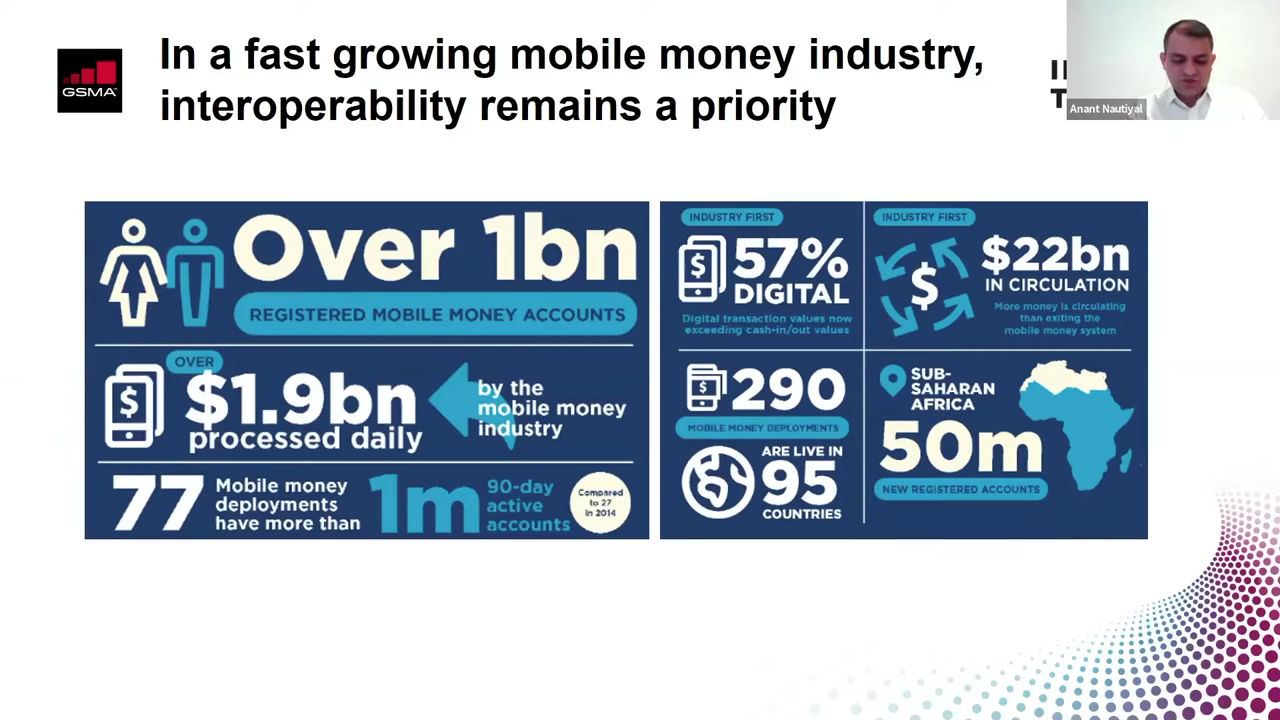 In a fast growing mobile money industry,
interoperability remains a priority
GSMA
Anant Nautiyal
Over 1bn
REGISTERED MOBILE MONEY ACCOUNTS
OVER
$1.9bn
processed daily
by the
mobile money
industry
77
Mobile money
deployments
have more than
1m
90-day
active
accounts
Compared
to 27
in 2014
INDUSTRY FIRST
57%
DIGITAL
Digital transaction values now
exceeding cash-in/out values
INDUSTRY FIRST
$22bn
IN CIRCULATION
More money is circulating
than exiting the
mobile money system
290
MOBILE MONEY DEPLOYMENTS
ARE LIVE IN
95
COUNTRIES
SUB-
SAHARAN
AFRICA
50m
NEW REGISTERED ACCOUNTS